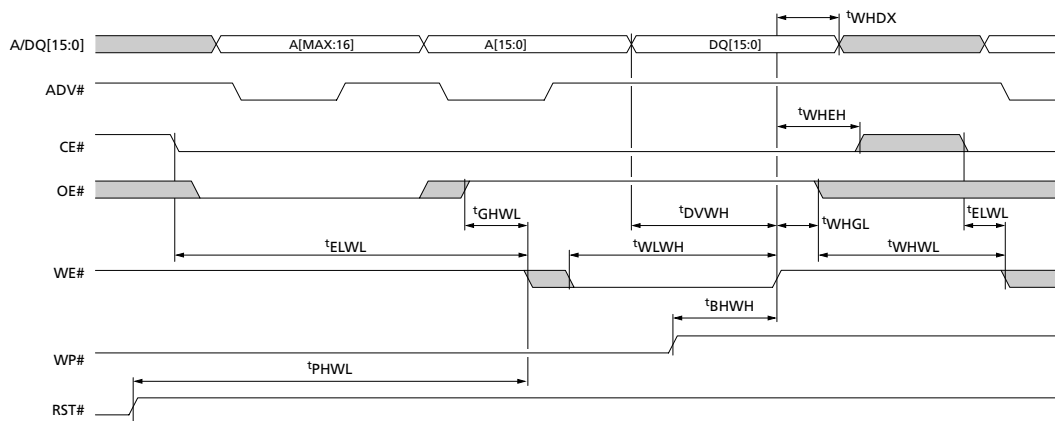 tWHDX
A/DQ[15:0] A[MAX:16] A[15:0] DQ[15:0]
ADV#
tWHEH
CE#
OE#
tGHWL tDVWH tWHGL tELWL
tELWL tWLWH tWHWL
WE#
tBHWH
WP#
tPHWL
RST#